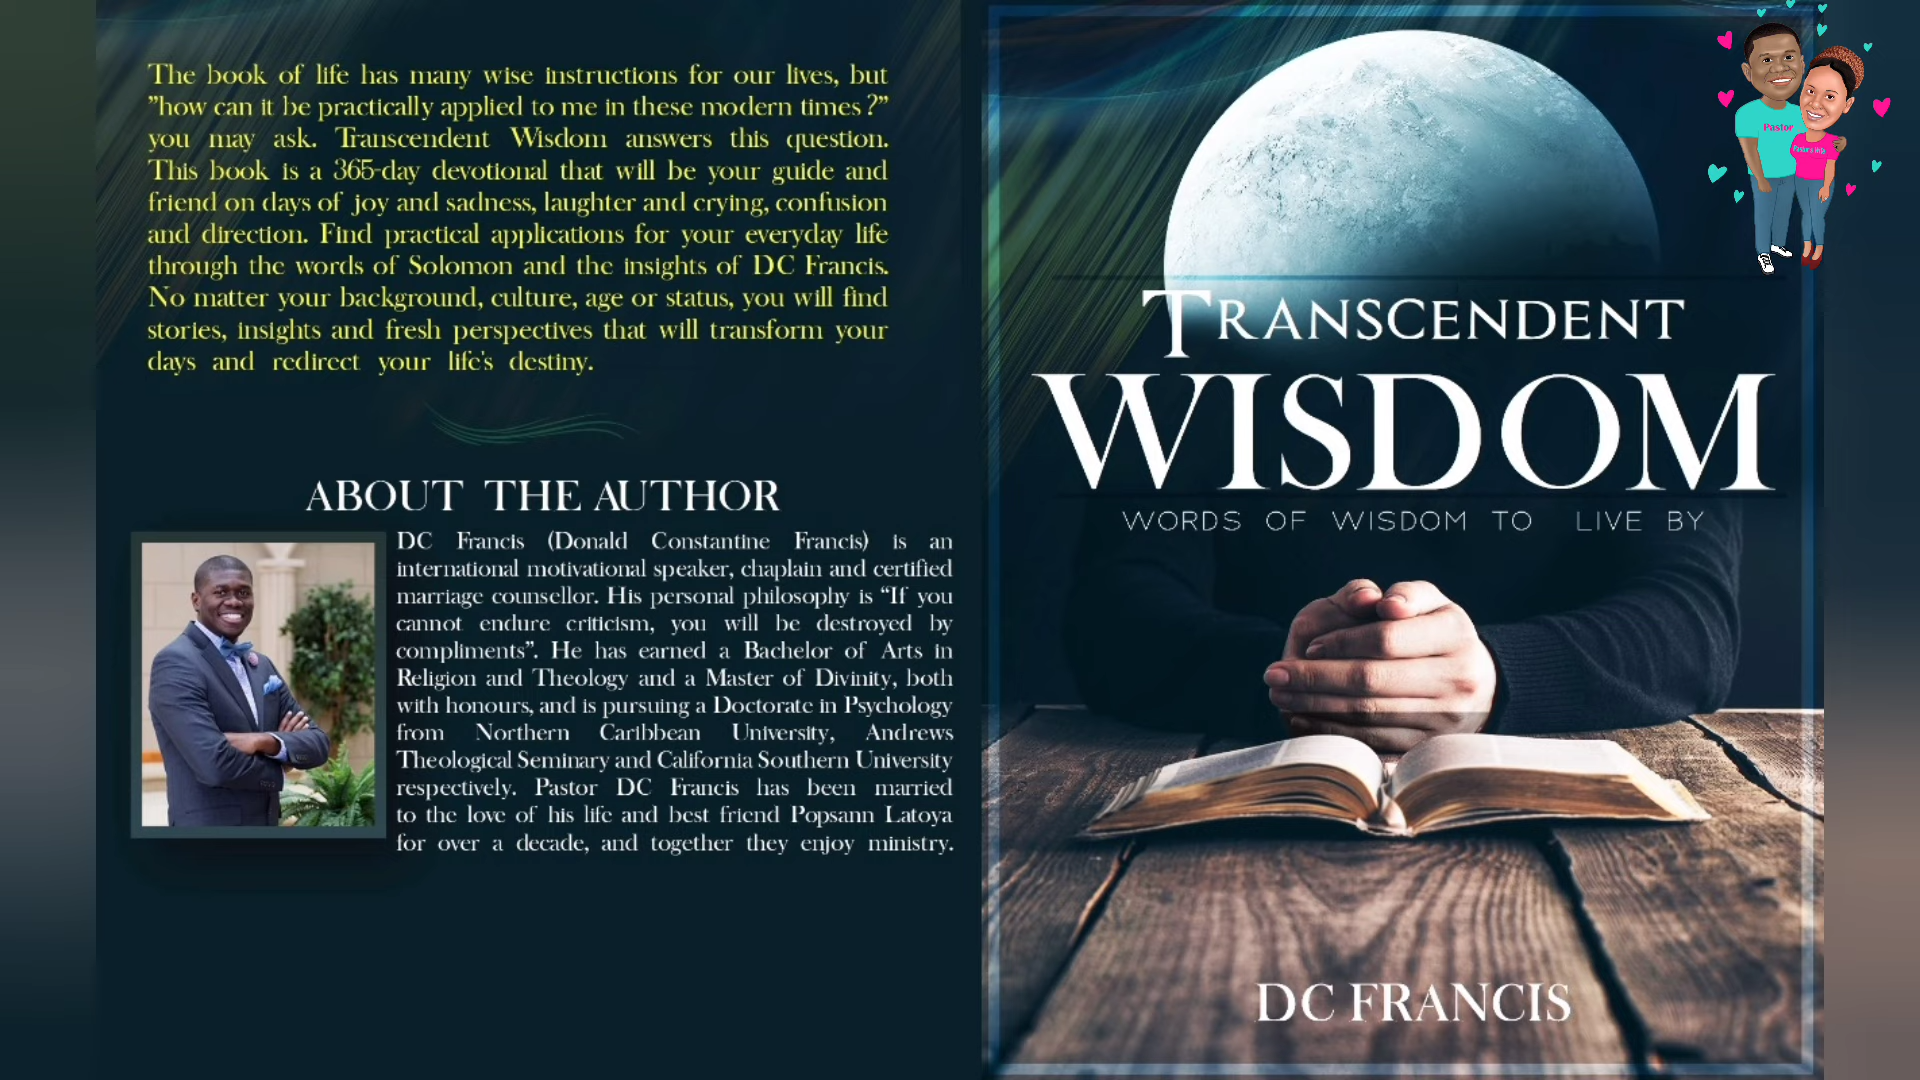 The book of life has many wise instructions for our lives, but
"how can it be practically applied to me in these modern times?"
you may ask. Transcendent Wisdom answers this question.
This book is a 365-day devotional that will be your guide and
friend on days of joy and sadness, laughter and crying, confusion
and direction. Find practical applications for your everyday life
through the words of Solomon and the insights of DC Francis.
No matter your background, culture, age or status, you will find
stories, insights and fresh perspectives that will transform your
days and redirect your life's destiny.
ABOUT THE AUTHOR
DC Francis (Donald Constantine Francis) is an
international motivational speaker, chaplain and certified
marriage counsellor. His personal philosophy is “If you
cannot endure criticism, you will be destroyed by
compliments”. He has earned a Bachelor of Arts in
Religion and Theology and a Master of Divinity, both
with honours, and is pursuing a Doctorate in Psychology
from Northern Caribbean University, Andrews
Theological Seminary and California Southern University
respectively. Pastor DC Francis has been married
to the love of his life and best friend Popsann Latoya
for over a decade, and together they enjoy ministry.
TRANSCENDENT
WISDOM
WORDS OF WISDOM TO LIVE BY
DC FRANCIS
Pastor
Pastor's Wife